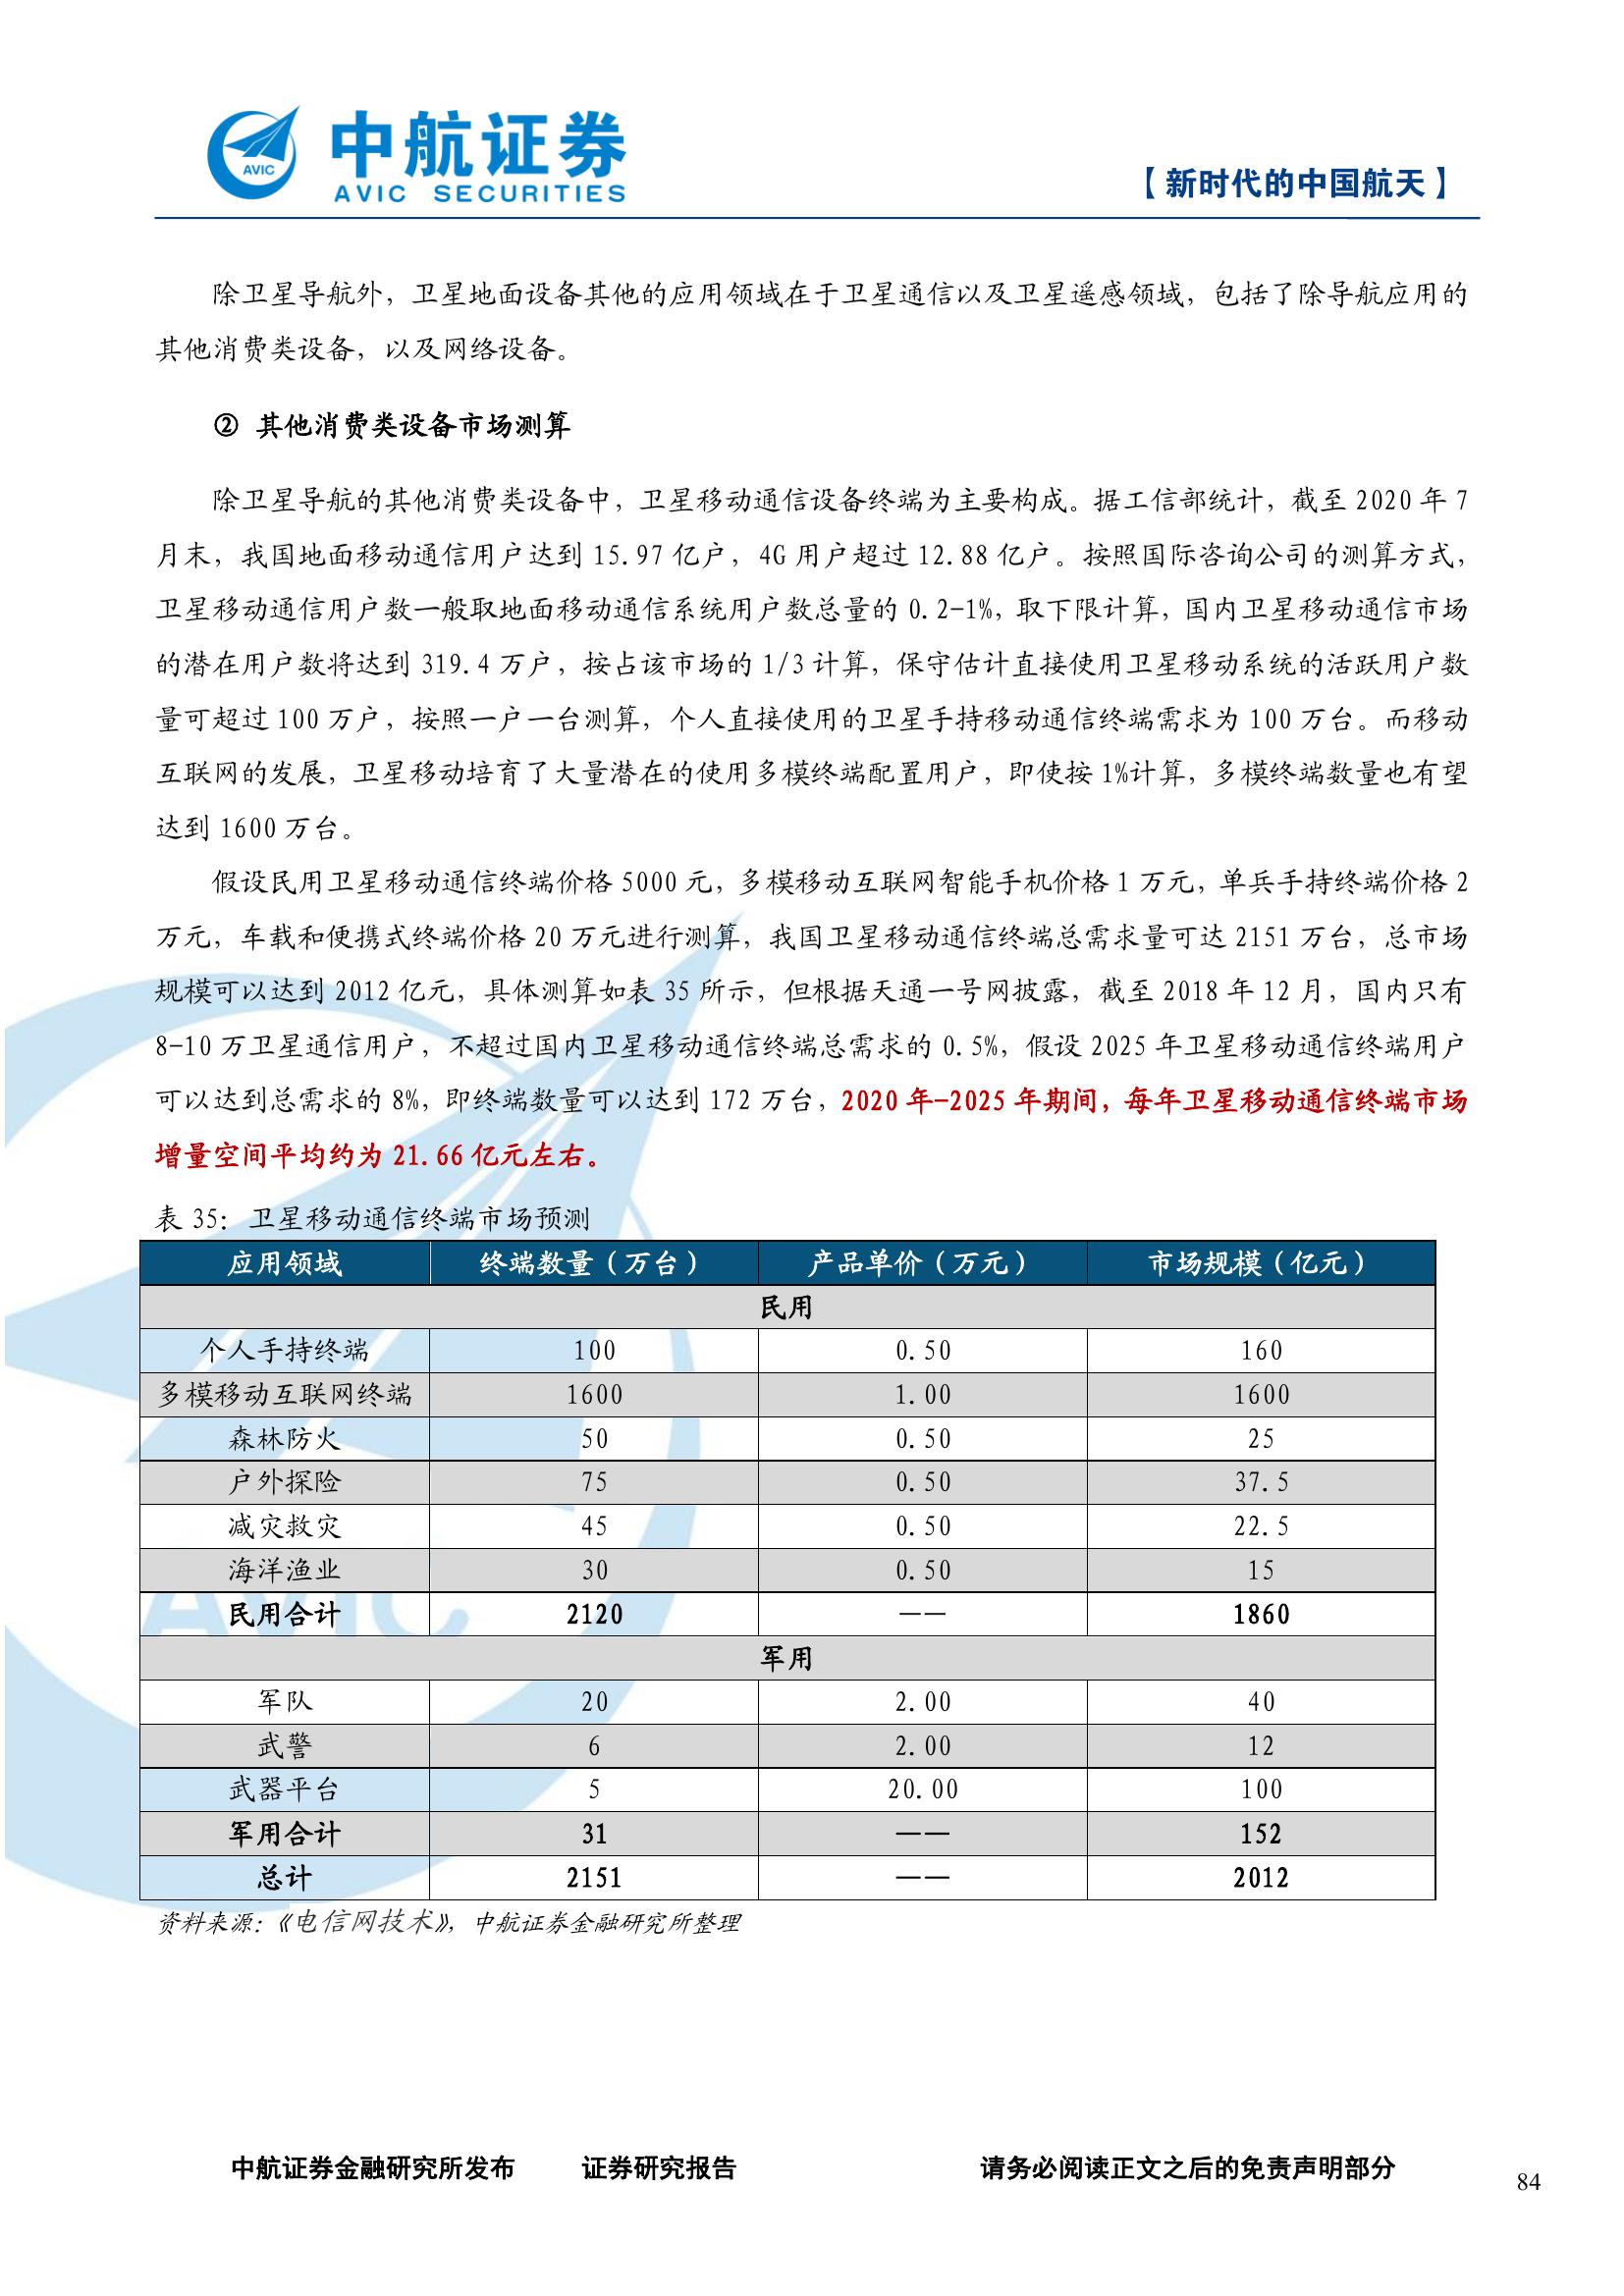 中航证券
AVIC SECURITIES
AVIC
【新时代的中国航天】
除卫星导航外，卫星地面设备其他的应用领域在于卫星通信以及卫星遥感领域，包括了除导航应用的
其他消费类设备，以及网络设备。
② 其他消费类设备市场测算
除卫星导航的其他消费类设备中，卫星移动通信设备终端为主要构成。据工信部统计，截至 2020 年 7
月末，我国地面移动通信用户达到 15.97 亿户，4G 用户超过 12.88 亿户。按照国际咨询公司的测算方式，
卫星移动通信用户数一般取地面移动通信系统用户数总量的 0.2-1%，取下限计算，国内卫星移动通信市场
的潜在用户数将达到 319.4 万户，按占该市场的 1/3 计算，保守估计直接使用卫星移动系统的活跃用户数
量可超过 100 万户，按照一户一台测算，个人直接使用的卫星手持移动通信终端需求为 100 万台。而移动
互联网的发展，卫星移动培育了大量潜在的使用多模终端配置用户，即使按 1%计算，多模终端数量也有望
达到 1600 万台。
假设民用卫星移动通信终端价格 5000 元，多模移动互联网智能手机价格 1 万元，单兵手持终端价格 2
万元，车载和便携式终端价格 20 万元进行测算，我国卫星移动通信终端总需求量可达 2151 万台，总市场
规模可以达到 2012 亿元，具体测算如表 35 所示，但根据天通一号网披露，截至 2018 年 12 月，国内只有
8-10 万卫星通信用户，不超过国内卫星移动通信终端总需求的 0.5%，假设 2025 年卫星移动通信终端用户
可以达到总需求的 8%，即终端数量可以达到 172 万台，2020 年-2025 年期间，每年卫星移动通信终端市场
增量空间平均约为 21.66 亿元左右。
表 35：卫星移动通信终端市场预测
应用领域 终端数量（万台） 产品单价（万元） 市场规模（亿元）
民用
个人手持终端 100 0.50 160
多模移动互联网终端 1600 1.00 1600
森林防火 50 0.50 25
户外探险 75 0.50 37.5
减灾救灾 45 0.50 22.5
海洋渔业 30 0.50 15
民用合计 2120 —— 1860
军用
军队 20 2.00 40
武警 6 2.00 12
武器平台 5 20.00 100
军用合计 31 —— 152
总计 2151 —— 2012
资料来源：《电信网技术》，中航证券金融研究所整理
中航证券金融研究所发布 证券研究报告 请务必阅读正文之后的免责声明部分
84